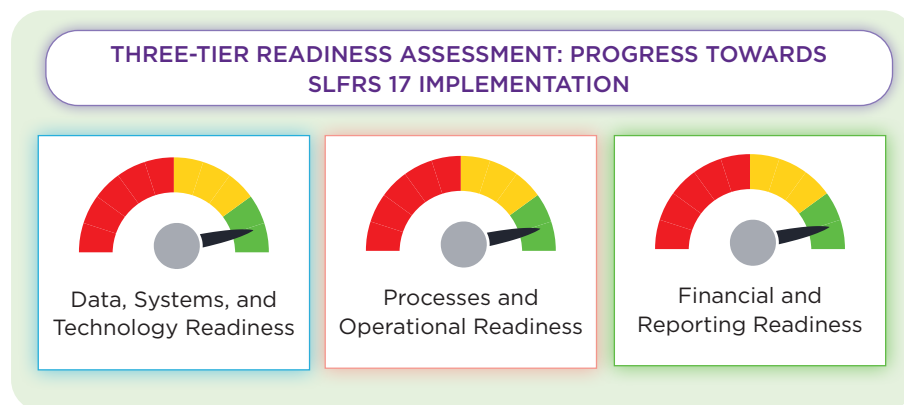 THREE-TIER READINESS ASSESSMENT: PROGRESS TOWARDS
SLFRS 17 IMPLEMENTATION
Data, Systems, and
Technology Readiness
Processes and
Operational Readiness
Financial and
Reporting Readiness